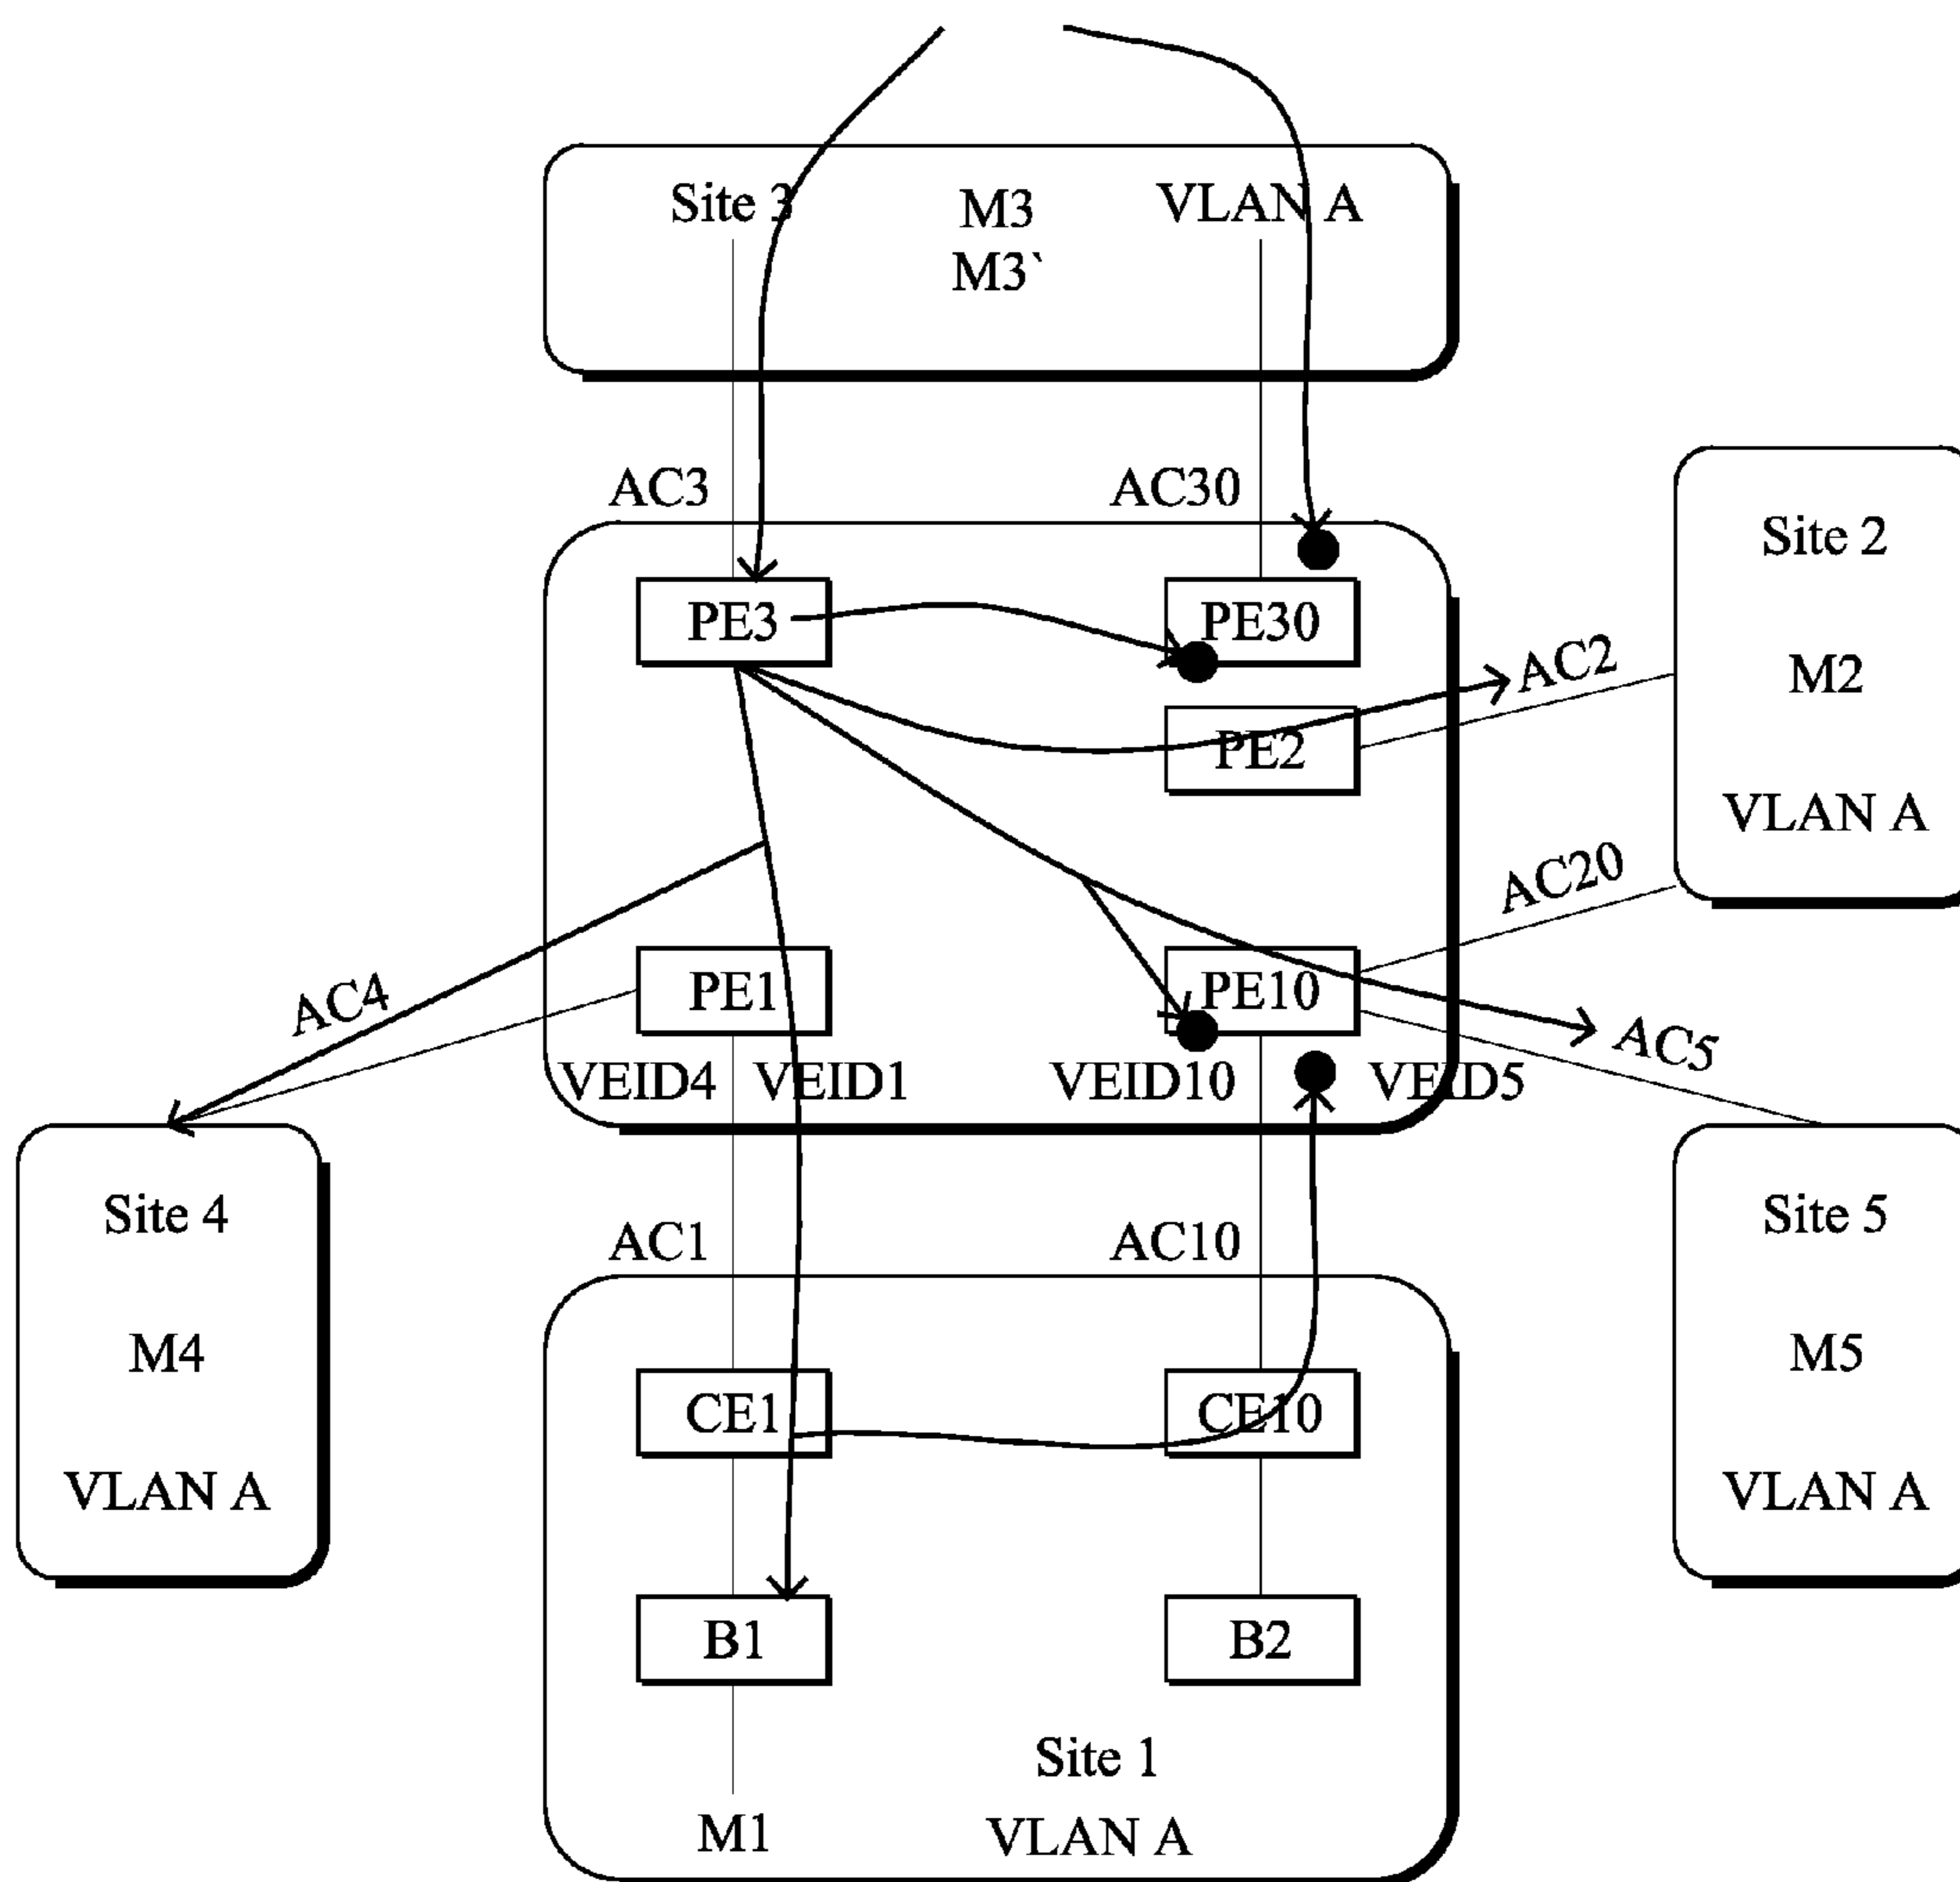 Site 3 M3 VLAN A
M3`
AC3 AC30
PE3 PE30
Site 2
AC2
M2
PE2
VLAN A
AC20
PE1 PE10
AC4
AC5
VEID4 VEID1 VEID10 VEID5
Site 4 Site 5
AC1 AC10
M4 M5
CE1 CE10
VLAN A VLAN A
B1 B2
Site 1
M1 VLAN A